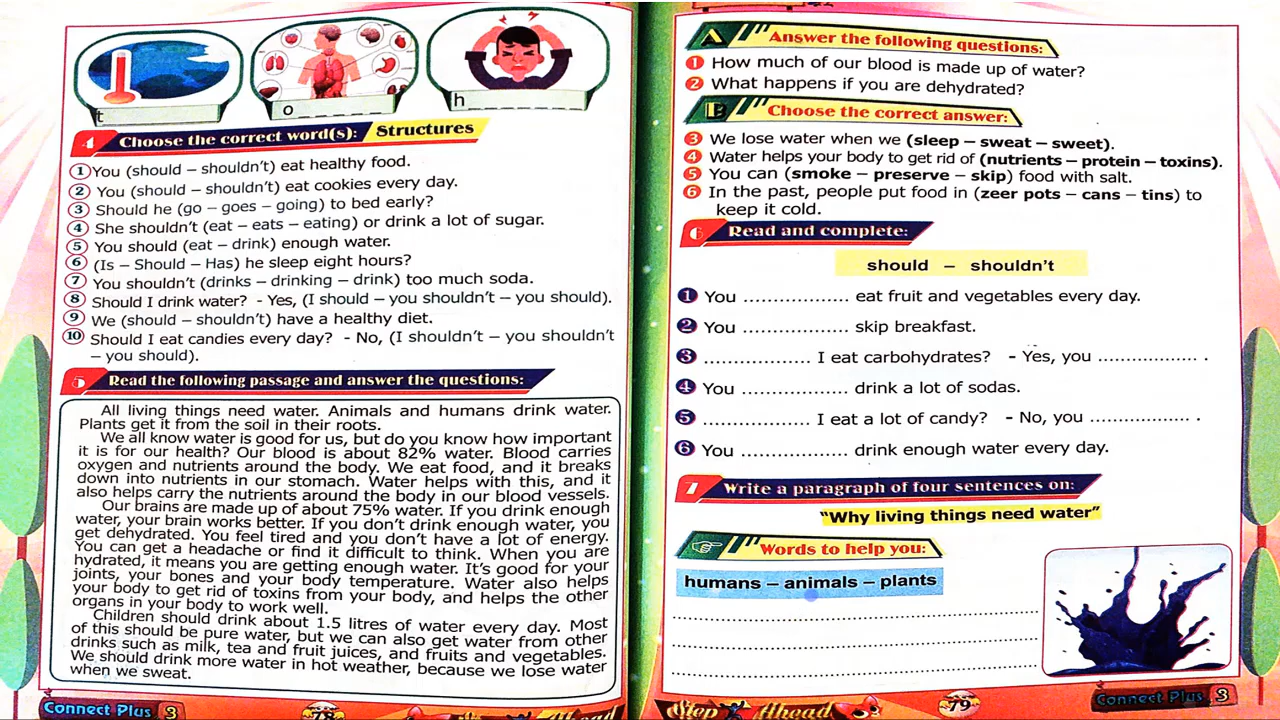 t
o _ _ _ _ _ _
h _ _ _ _ _ _ _
4 Choose the correct word(s): Structures
1 You (should – shouldn't) eat healthy food.
2 You (should – shouldn't) eat cookies every day.
3 Should he (go – goes – going) to bed early?
4 She shouldn't (eat – eats – eating) or drink a lot of sugar.
5 You should (eat – drink) enough water.
6 (Is – Should – Has) he sleep eight hours?
7 You shouldn't (drinks – drinking – drink) too much soda.
8 Should I drink water? - Yes, (I should – you shouldn't – you should).
9 We (should – shouldn't) have a healthy diet.
10 Should I eat candies every day? - No, (I shouldn't – you shouldn't
– you should).
5 Read the following passage and answer the questions:
All living things need water. Animals and humans drink water.
Plants get it from the soil in their roots.
We all know water is good for us, but do you know how important
it is for our health? Our blood is about 82% water. Blood carries
oxygen and nutrients around the body. We eat food, and it breaks
down into nutrients in our stomach. Water helps with this, and it
also helps carry the nutrients around the body in our blood vessels.
Our brains are made up of about 75% water. If you drink enough
water, your brain works better. If you don't drink enough water, you
get dehydrated. You feel tired and you don't have a lot of energy.
You can get a headache or find it difficult to think. When you are
hydrated, it means you are getting enough water. It's good for your
joints, your bones and your body temperature. Water also helps
your body to get rid of toxins from your body, and helps the other
organs in your body to work well.
Children should drink about 1.5 litres of water every day. Most
of this should be pure water, but we can also get water from other
drinks such as milk, tea and fruit juices, and fruits and vegetables.
We should drink more water in hot weather, because we lose water
when we sweat.
Connect Plus 3
78
Step Ahead
A Answer the following questions:
1 How much of our blood is made up of water?
2 What happens if you are dehydrated?
B Choose the correct answer:
3 We lose water when we (sleep – sweat – sweet).
4 Water helps your body to get rid of (nutrients – protein – toxins).
5 You can (smoke – preserve – skip) food with salt.
6 In the past, people put food in (zeer pots – cans – tins) to
keep it cold.
6 Read and complete:
should – shouldn't
1 You .................. eat fruit and vegetables every day.
2 You .................. skip breakfast.
3 .................. I eat carbohydrates? - Yes, you .................. .
4 You .................. drink a lot of sodas.
5 .................. I eat a lot of candy? - No, you .................. .
6 You .................. drink enough water every day.
7 Write a paragraph of four sentences on:
"Why living things need water"
Words to help you:
humans – animals – plants
Step Ahead
79
Connect Plus 3